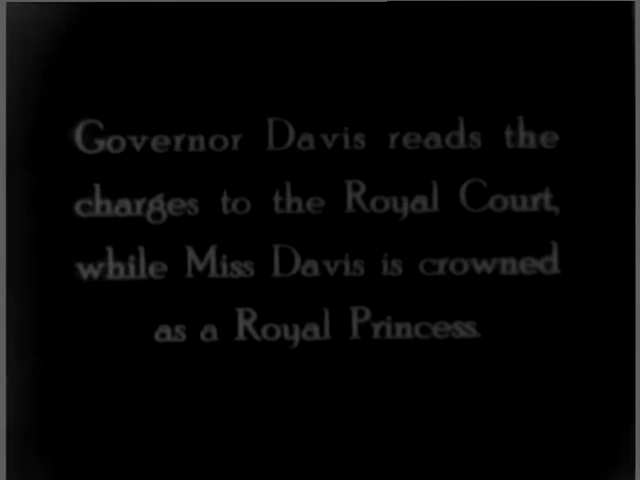 Governor Davis reads the
charges to the Royal Court,
while Miss Davis is crowned
as a Royal Princess.